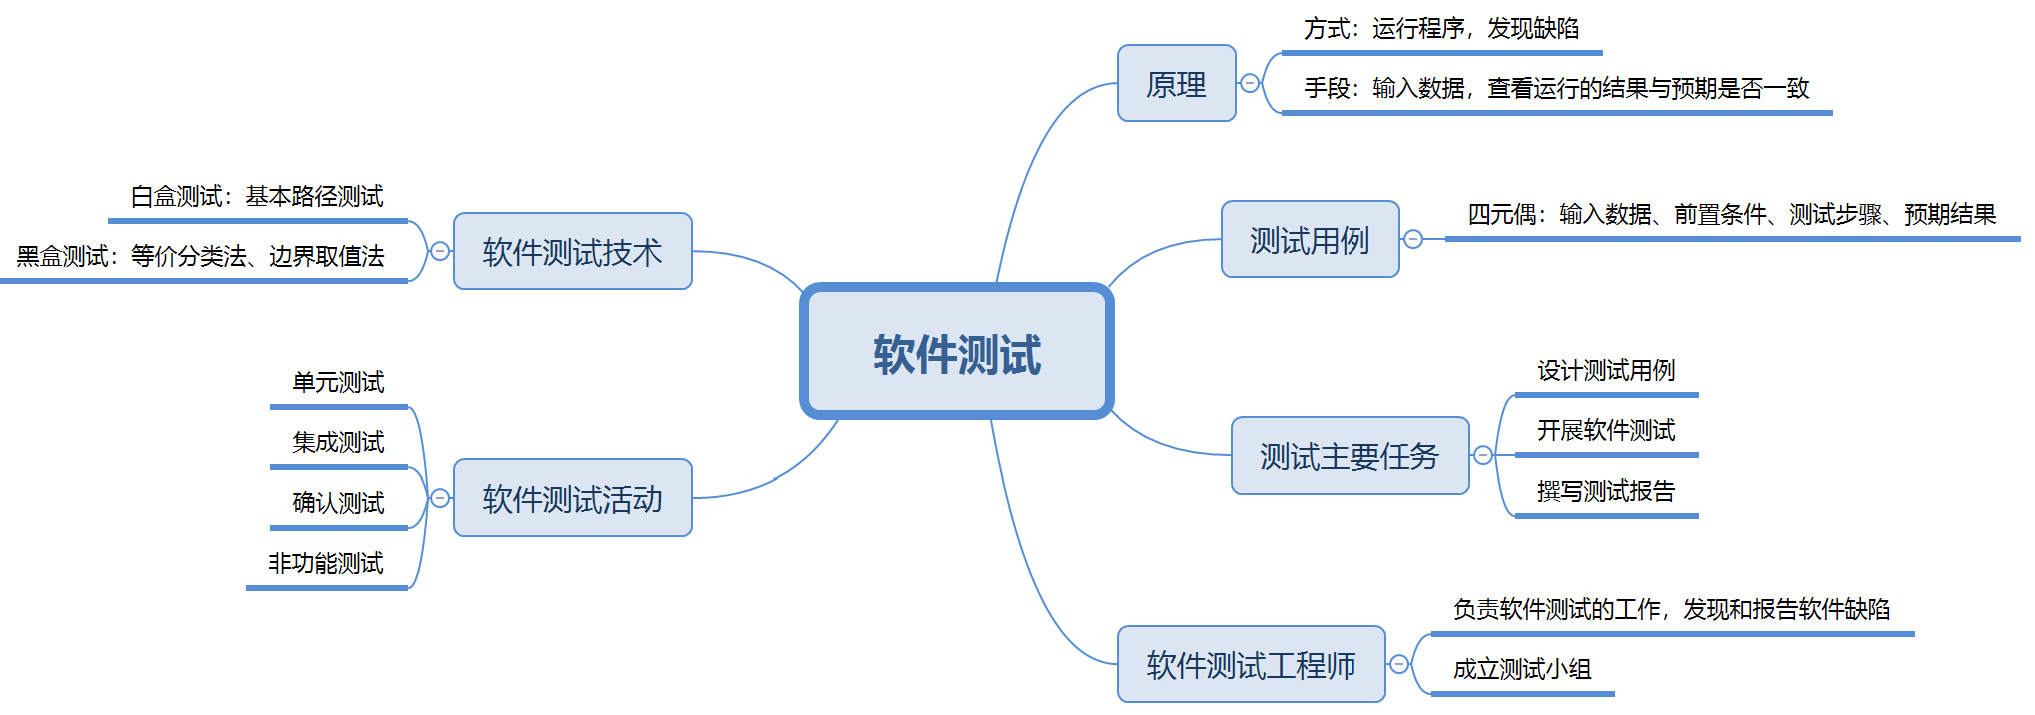 软件测试
原理
方式：运行程序，发现缺陷
手段：输入数据，查看运行的结果与预期是否一致
测试用例
四元偶：输入数据、前置条件、测试步骤、预期结果
测试主要任务
设计测试用例
开展软件测试
撰写测试报告
软件测试工程师
负责软件测试的工作，发现和报告软件缺陷
成立测试小组
软件测试技术
白盒测试：基本路径测试
黑盒测试：等价分类法、边界取值法
软件测试活动
单元测试
集成测试
确认测试
非功能测试